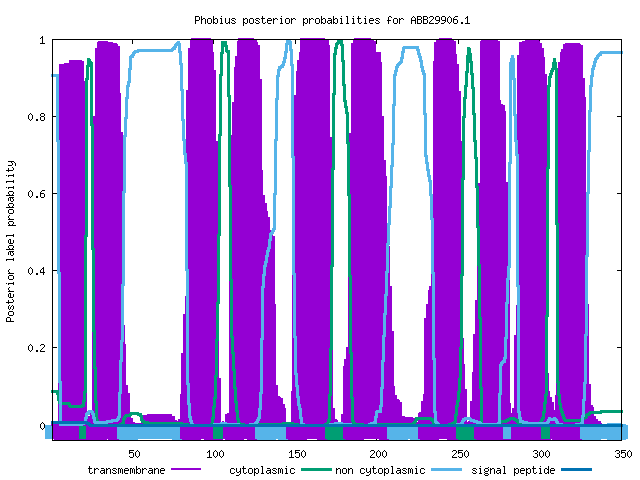 Phobius posterior probabilities for ABB29906.1
1
0.8
0.6
0.4
0.2
0
Posterior label probability
50 100 150 200 250 300 350
transmembrane cytoplasmic non cytoplasmic signal peptide